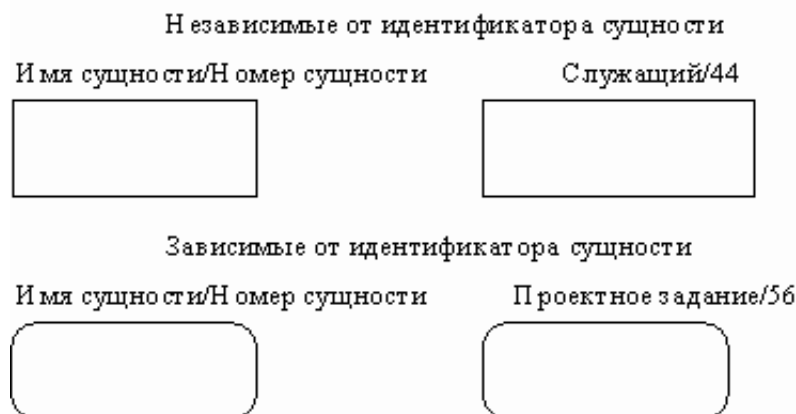 Независимые от идентификатора сущности
Имя сущности/Номер сущности Служащий/44
Зависимые от идентификатора сущности
Имя сущности/Номер сущности Проектное задание/56